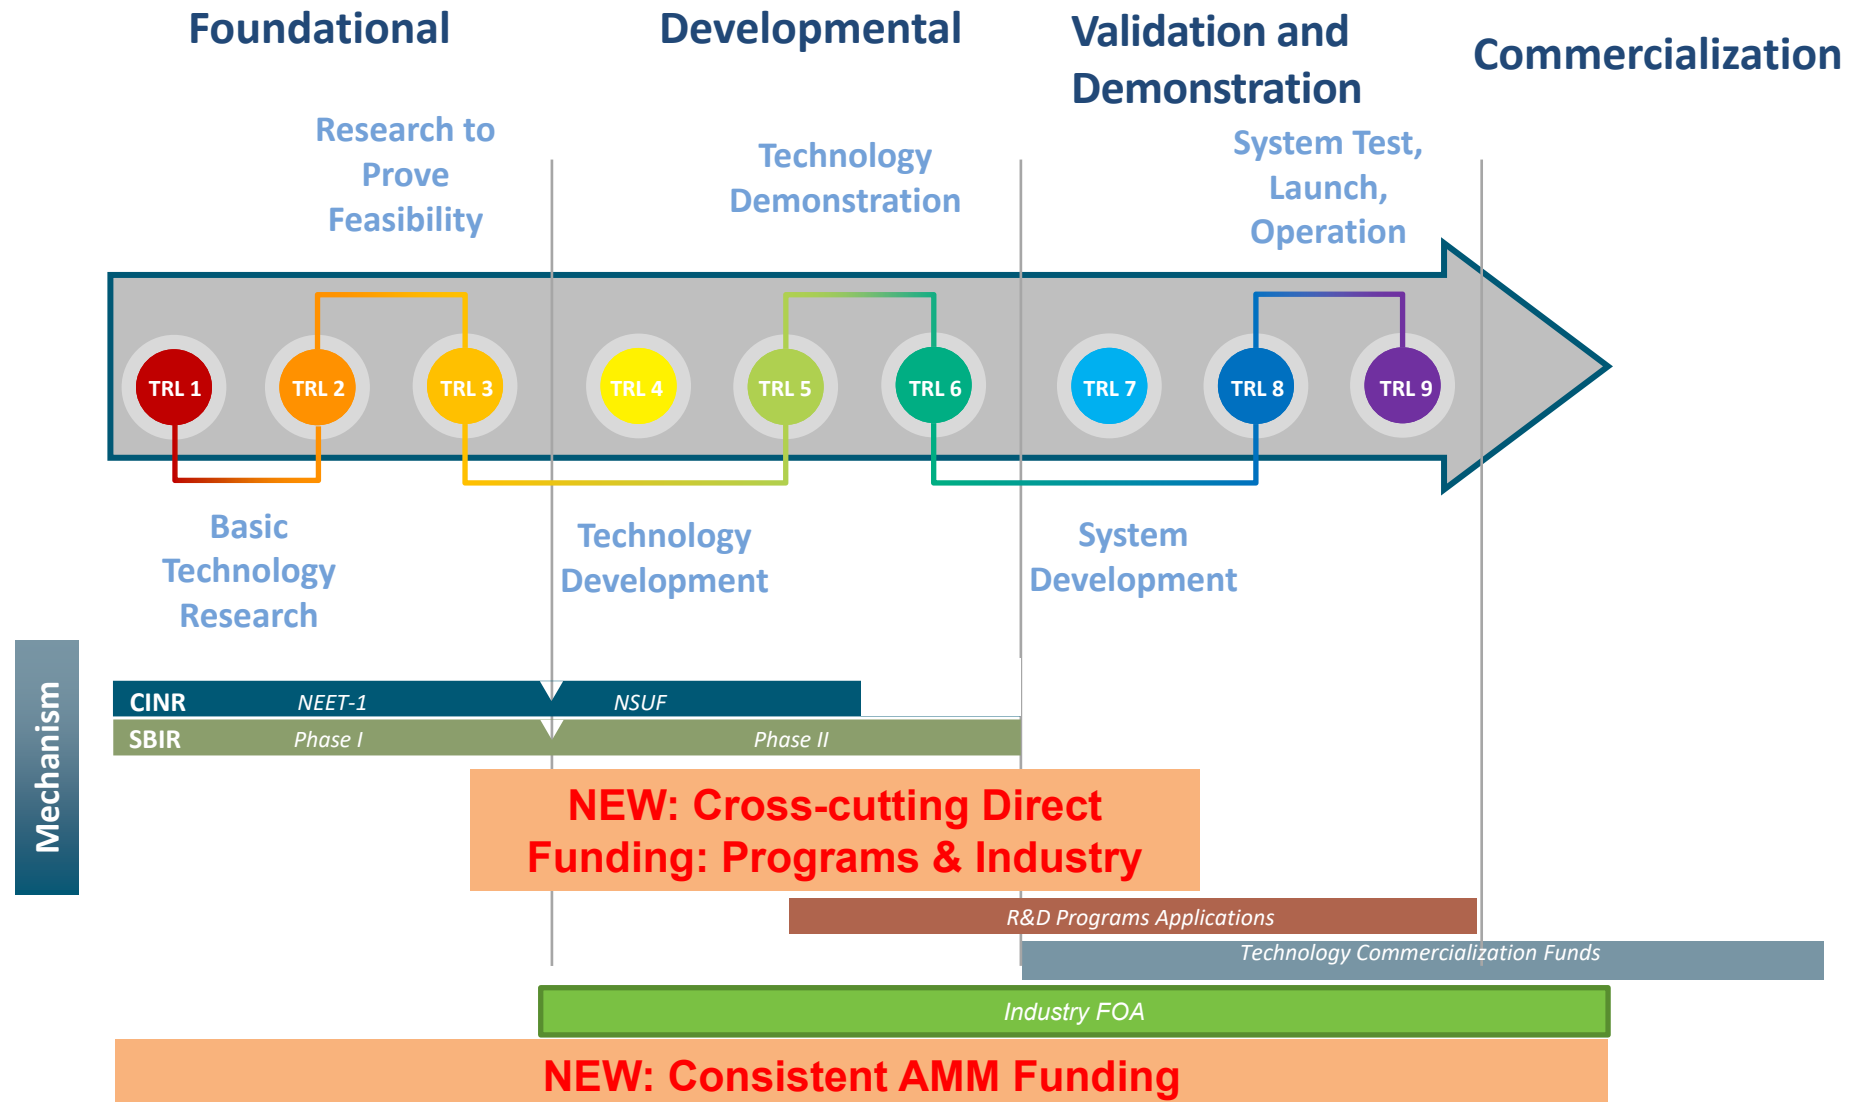 Foundational
Developmental
Validation and
Demonstration
Commercialization
Research to
Prove
Feasibility
Technology
Demonstration
System Test,
Launch,
Operation
TRL 1
TRL 2
TRL 3
TRL 4
TRL 5
TRL 6
TRL 7
TRL 8
TRL 9
Basic
Technology
Research
Technology
Development
System
Development
Mechanism
CINR
NEET-1
NSUF
SBIR
Phase I
Phase II
NEW: Cross-cutting Direct
Funding: Programs & Industry
R&D Programs Applications
Technology Commercialization Funds
Industry FOA
NEW: Consistent AMM Funding